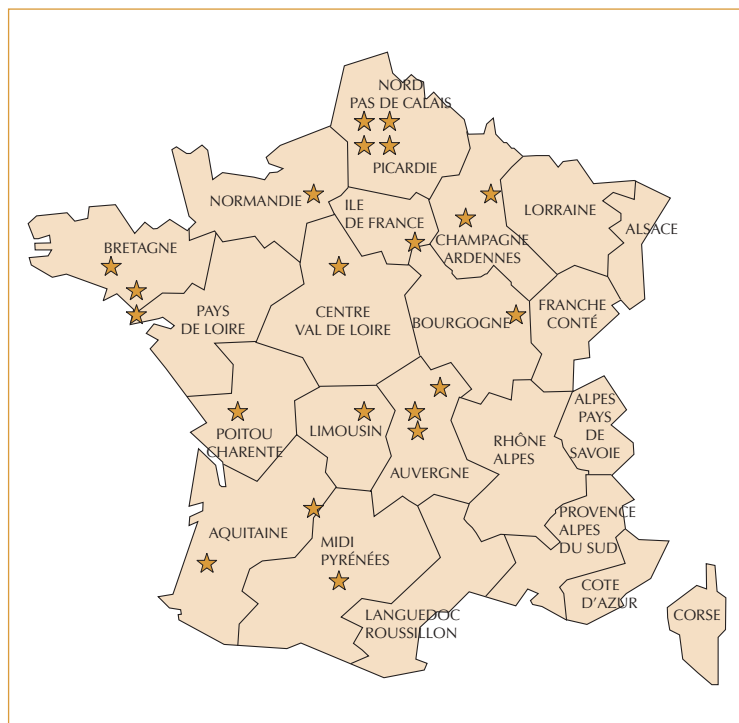 NORD
PAS DE CALAIS
PICARDIE
NORMANDIE
ILE
DE FRANCE
CHAMPAGNE
ARDENNES
LORRAINE
ALSACE
BRETAGNE
PAYS
DE LOIRE
CENTRE
VAL DE LOIRE
BOURGOGNE
FRANCHE
CONTÉ
POITOU
CHARENTE
LIMOUSIN
AUVERGNE
RHÔNE
ALPES
ALPES
PAYS
DE
SAVOIE
AQUITAINE
MIDI
PYRÉNÉES
PROVENCE
ALPES
DU SUD
COTE
D'AZUR
LANGUEDOC
ROUSSILLON
CORSE